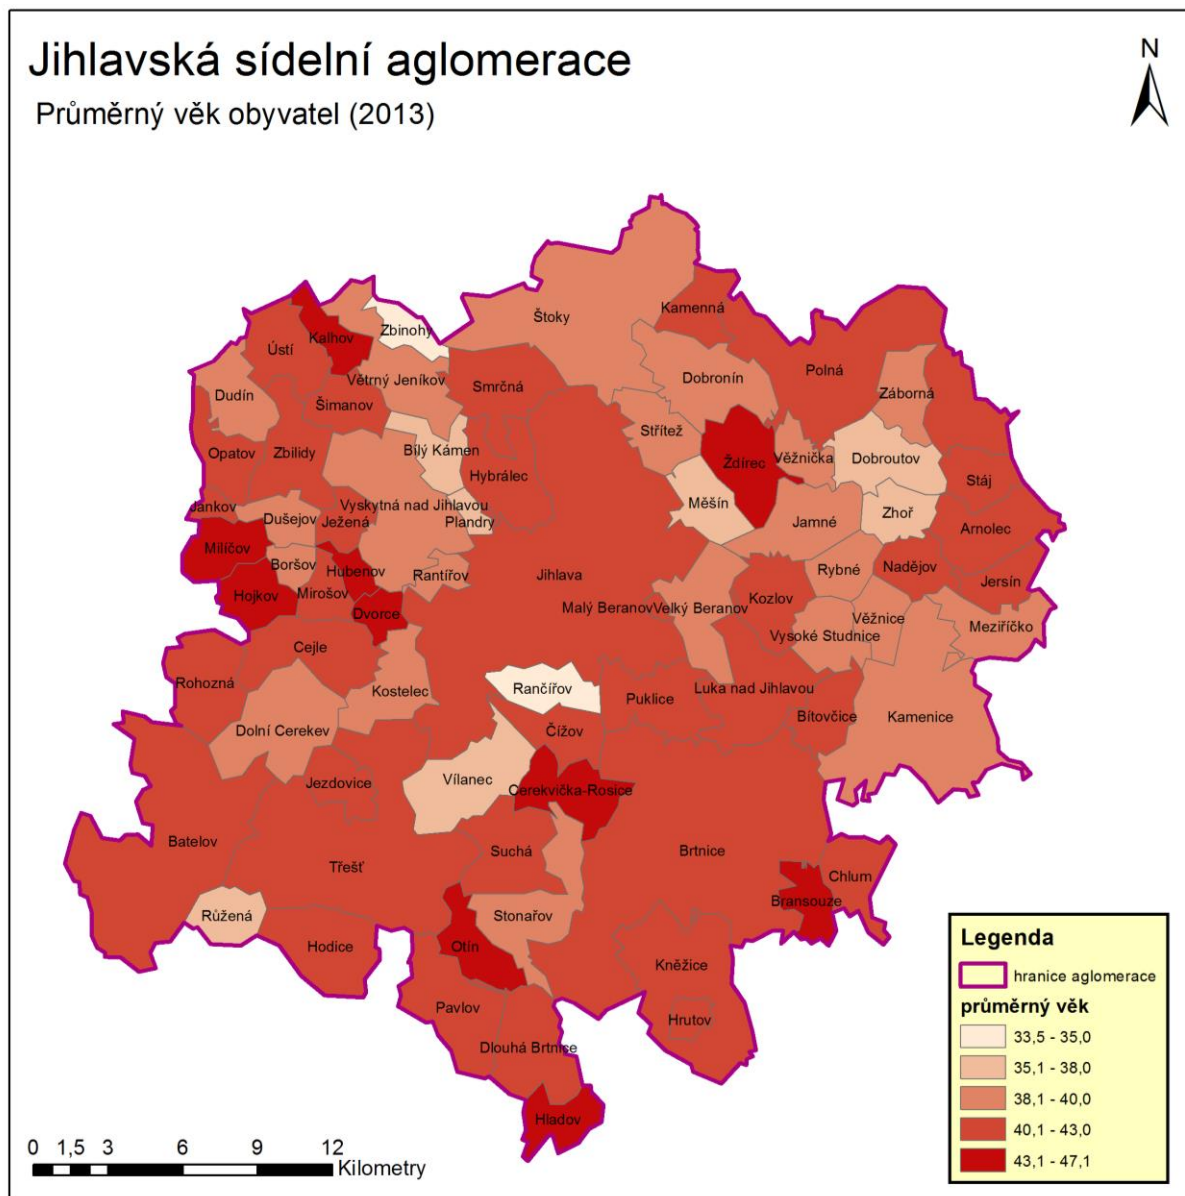 Jihlavská sídelní aglomerace
Průměrný věk obyvatel (2013)
N
Štoky
Kamenná
Zbinohy
Kalhov
Ústí
Polná
Větrný Jeníkov
Dobronín
Smrčná
Záborná
Dudín
Šimanov
Střítež
Bílý Kámen
Opatov
Zbilidy
Ždírec
Věžnička
Dobroutov
Hybrálec
Stáj
Vyskytná nad Jihlavou
Měšín
Jankov
Zhoř
Dušejov
Ježená
Plandry
Jamné
Arnolec
Milíčov
Boršov
Hubenov
Rantířov
Jihlava
Rybné
Nadějov
Jersín
Hojkov
Mirošov
Dvorce
Malý Beranov
Velký Beranov
Kozlov
Věžnice
Meziříčko
Vysoké Studnice
Cejle
Rohozná
Kostelec
Rančířov
Puklice
Luka nad Jihlavou
Bítovčice
Kamenice
Dolní Cerekev
Čížov
Jezdovice
Vílanec
Cerekvička-Rosice
Batelov
Třešť
Suchá
Brtnice
Chlum
Bransouze
Růžená
Stonařov
Hodice
Otín
Kněžice
Pavlov
Hrutov
Dlouhá Brtnice
Hladov
Legenda
hranice aglomerace
průměrný věk
33,5 - 35,0
35,1 - 38,0
38,1 - 40,0
40,1 - 43,0
43,1 - 47,1
0 1,5 3 6 9 12
Kilometry